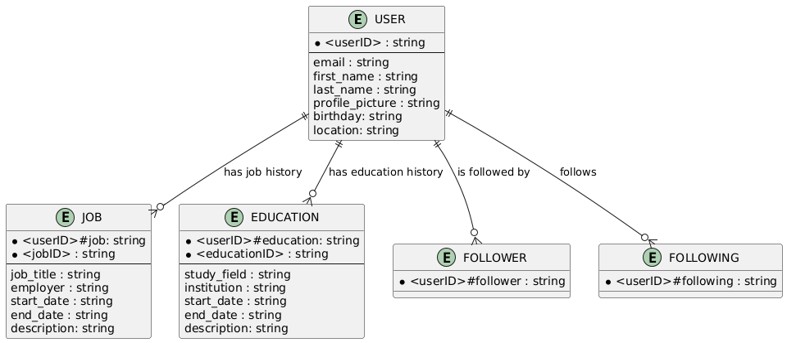 E USER
* <userID> : string
email : string
first_name : string
last_name : string
profile_picture : string
birthday: string
location: string
has job history
has education history
is followed by
follows
E JOB
* <userID>#job: string
* <jobID> : string
job_title : string
employer : string
start_date : string
end_date : string
description: string
E EDUCATION
* <userID>#education: string
* <educationID> : string
study_field : string
institution : string
start_date : string
end_date : string
description: string
E FOLLOWER
* <userID>#follower : string
E FOLLOWING
* <userID>#following : string